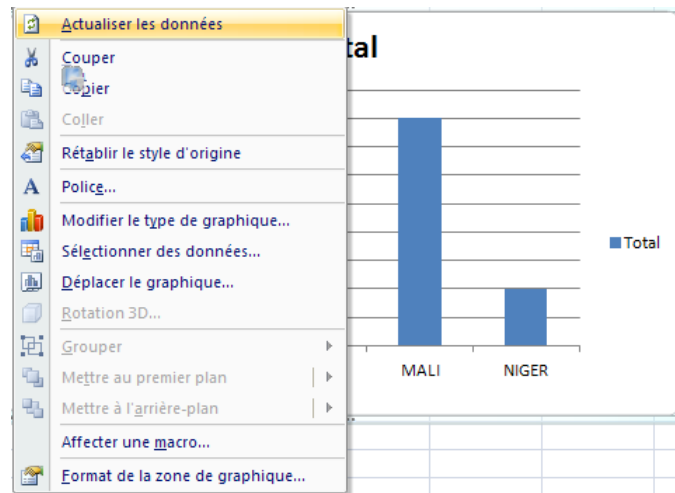 Actualiser les données
Couper
Copier
Coller
Rétablir le style d'origine
Police...
Modifier le type de graphique...
Sélectionner des données...
Déplacer le graphique...
Rotation 3D...
Grouper
Mettre au premier plan
Mettre à l'arrière-plan
Affecter une macro...
Format de la zone de graphique...
tal
Total
MALI NIGER